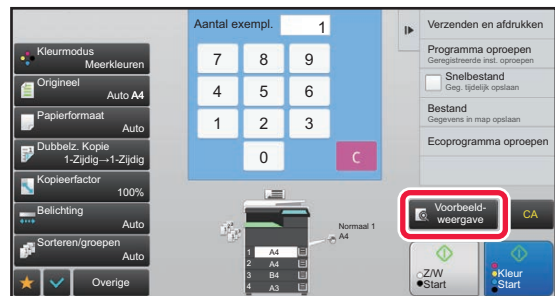 Kleurmodus
Meerkleuren
Origineel
Auto A4
Papierformaat
Auto
Dubbelz. Kopie
1-Zijdig→1-Zijdig
Kopieerfactor
100%
Belichting
Auto
Sorteren/groepen
Auto
Overige
Aantal exempl. 1
7 8 9
4 5 6
1 2 3
0 C
Normaal 1
A4
1 A4
2 A4
3 B4
4 A3
Verzenden en afdrukken
Programma oproepen
Geregistreerde inst. oproepen
Snelbestand
Geg. tijdelijk opslaan
Bestand
Gegevens in map opslaan
Ecoprogramma oproepen
Voorbeeld-
weergave
CA
Z/W
Start
Kleur
Start